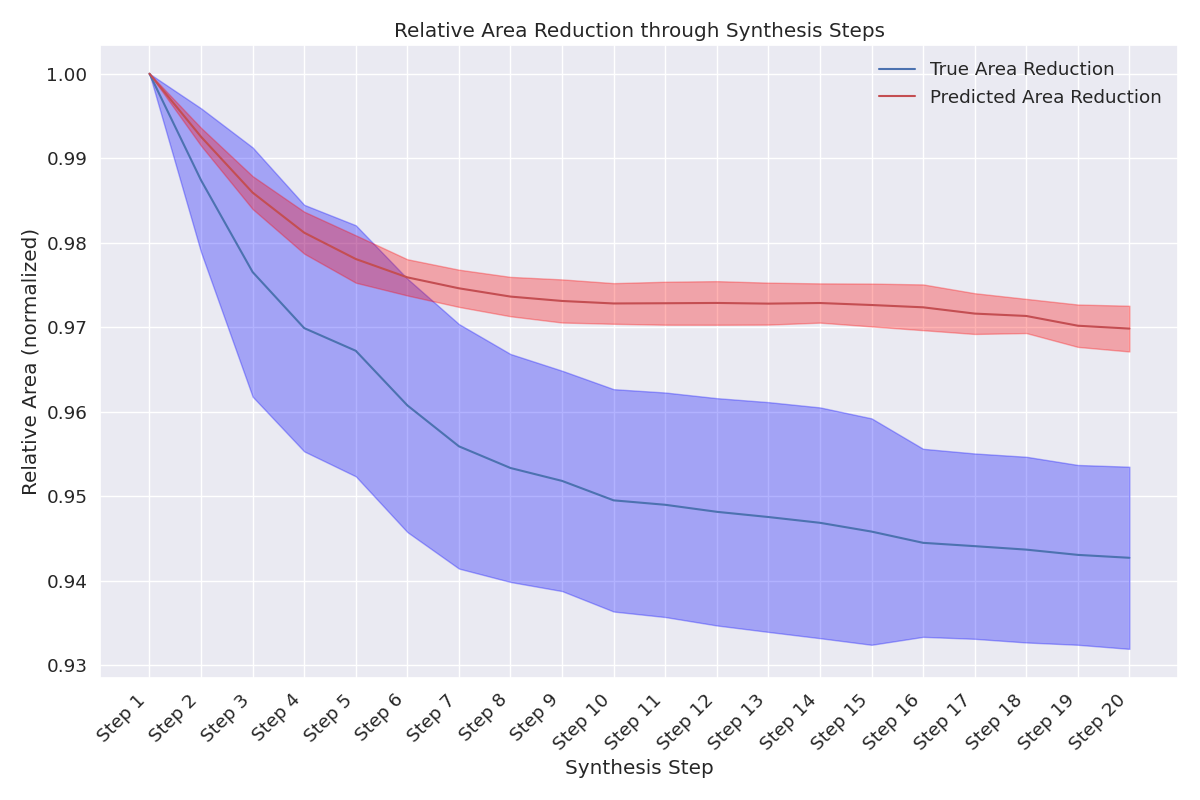 Relative Area Reduction through Synthesis Steps
True Area Reduction
Predicted Area Reduction
Relative Area (normalized)
1.00
0.99
0.98
0.97
0.96
0.95
0.94
0.93
Step 1
Step 2
Step 3
Step 4
Step 5
Step 6
Step 7
Step 8
Step 9
Step 10
Step 11
Step 12
Step 13
Step 14
Step 15
Step 16
Step 17
Step 18
Step 19
Step 20
Synthesis Step